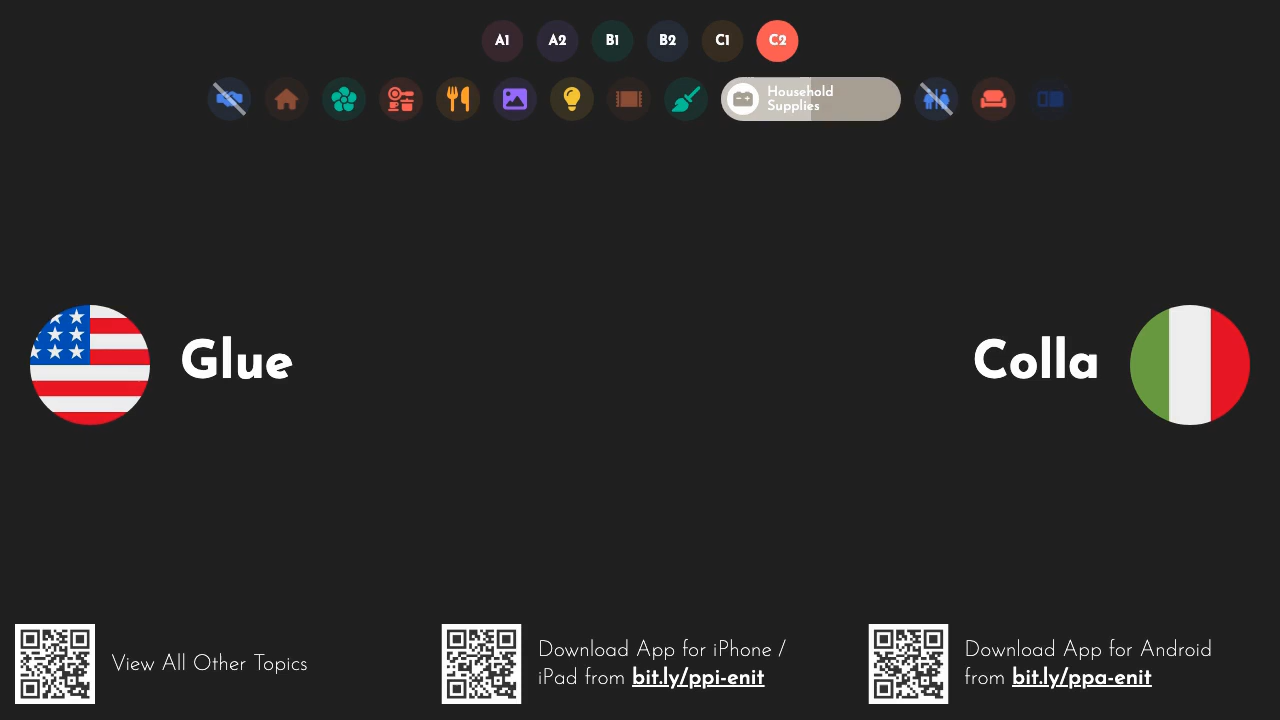 A1 A2 B1 B2 C1 C2
Household
Supplies
Glue
Colla
View All Other Topics
Download App for iPhone /
iPad from bit.ly/ppi-enit
Download App for Android
from bit.ly/ppa-enit